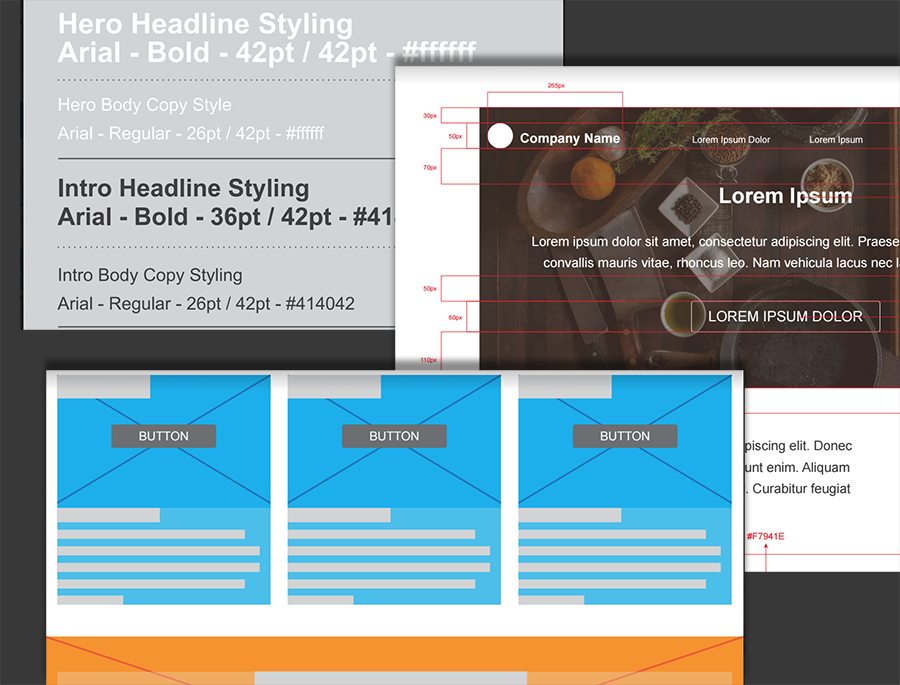 Hero Headline Styling
Arial - Bold - 42pt / 42pt - #ffffff
Hero Body Copy Style
Arial - Regular - 26pt / 42pt - #ffffff
Intro Headline Styling
Arial - Bold - 36pt / 42pt - #41
Intro Body Copy Styling
Arial - Regular - 26pt / 42pt - #414042
265px
30px
50px
70px
Company Name
Lorem Ipsum Dolor
Lorem Ipsum
Lorem Ipsum
Lorem ipsum dolor sit amet, consectetur adipiscing elit. Praese
convallis mauris vitae, rhoncus leo. Nam vehicula lacus nec l
50px
60px
LOREM IPSUM DOLOR
110px
piscing elit. Donec
unt enim. Aliquam
. Curabitur feugiat
#F7941E
BUTTON
BUTTON
BUTTON